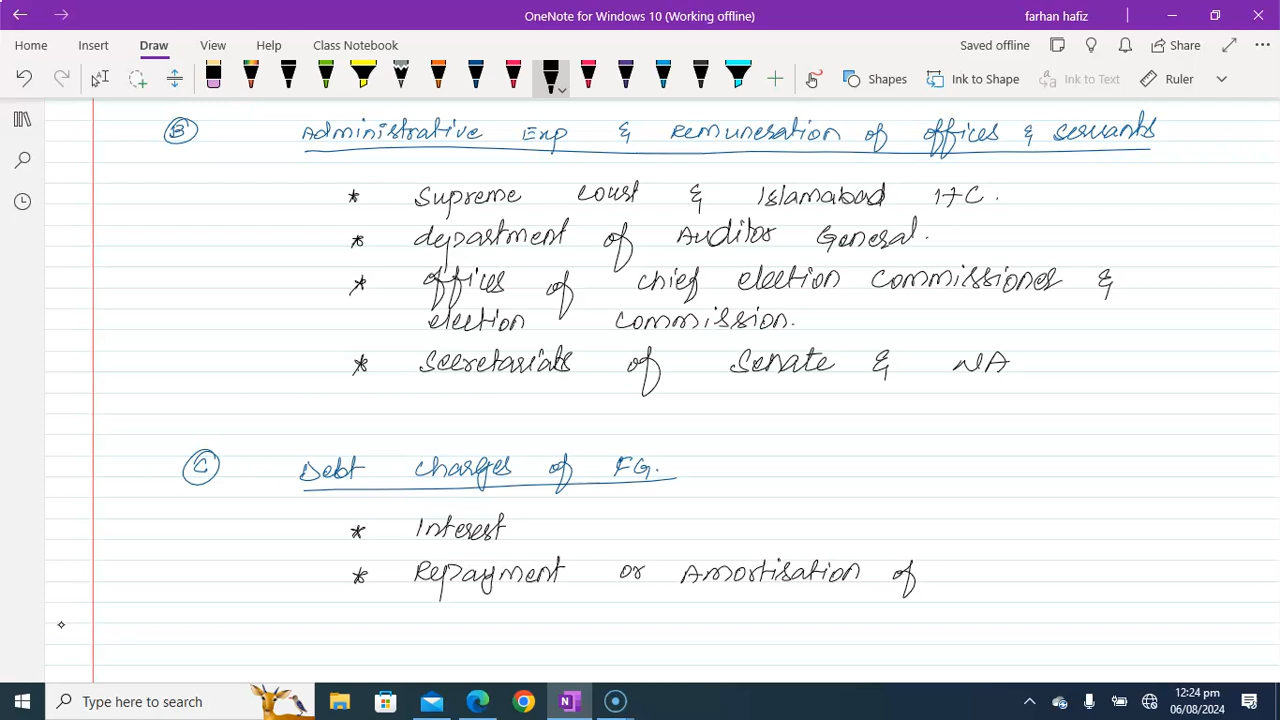 OneNote for Windows 10 (Working offline)
farhan hafiz
Home Insert Draw View Help Class Notebook
Saved offline Share
Shapes Ink to Shape Ink to Text Ruler
B Administrative Exp & Remuneration of offices & servants
* Supreme court & Islamabad HC.
* department of Auditor General.
* offices of chief election commissioner &
election commission.
* Secretariats of Senate & NA
C Debt charges of FG.
* Interest
* Repayment or Amortisation of
Type here to search
12:24 pm
06/08/2024